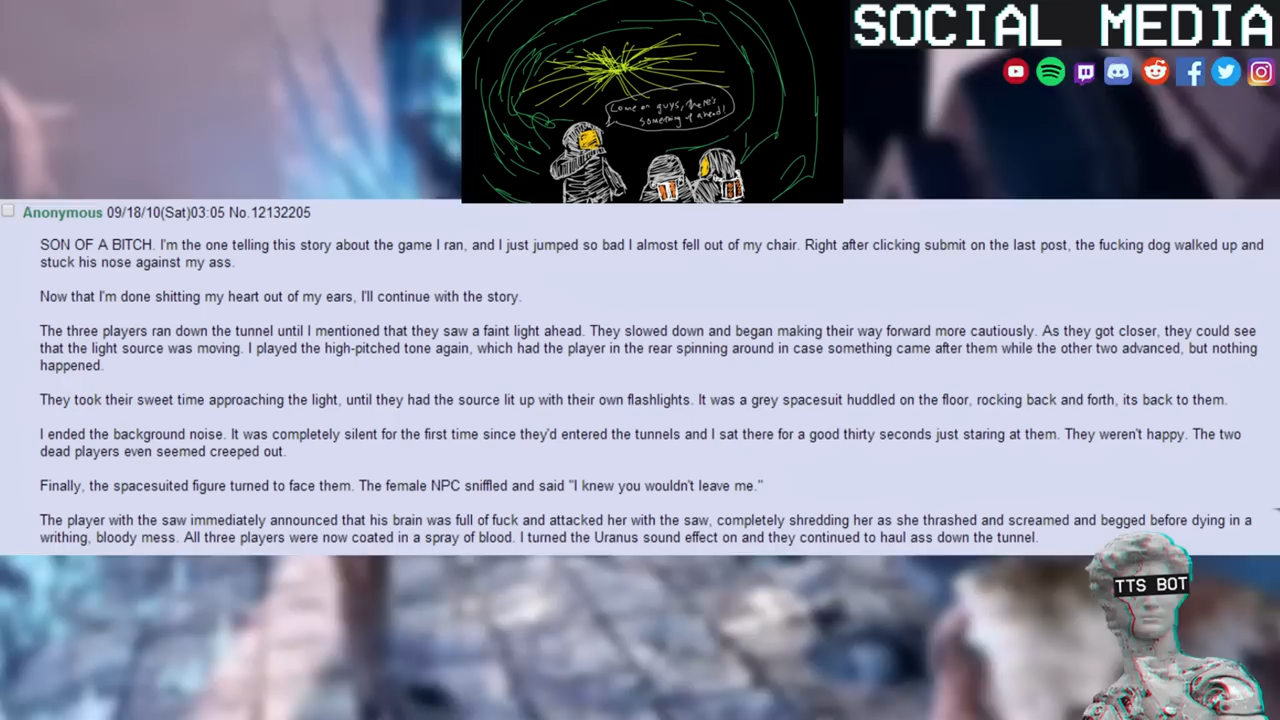 SOCIAL MEDIA
Come on guys, there's
something up ahead!
Anonymous 09/18/10(Sat)03:05 No.12132205
SON OF A BITCH. I'm the one telling this story about the game I ran, and I just jumped so bad I almost fell out of my chair. Right after clicking submit on the last post, the fucking dog walked up and
stuck his nose against my ass.
Now that I'm done shitting my heart out of my ears, I'll continue with the story.
The three players ran down the tunnel until I mentioned that they saw a faint light ahead. They slowed down and began making their way forward more cautiously. As they got closer, they could see
that the light source was moving. I played the high-pitched tone again, which had the player in the rear spinning around in case something came after them while the other two advanced, but nothing
happened.
They took their sweet time approaching the light, until they had the source lit up with their own flashlights. It was a grey spacesuit huddled on the floor, rocking back and forth, its back to them.
I ended the background noise. It was completely silent for the first time since they'd entered the tunnels and I sat there for a good thirty seconds just staring at them. They weren't happy. The two
dead players even seemed creeped out.
Finally, the spacesuited figure turned to face them. The female NPC sniffled and said "I knew you wouldn't leave me."
The player with the saw immediately announced that his brain was full of fuck and attacked her with the saw, completely shredding her as she thrashed and screamed and begged before dying in a
writhing, bloody mess. All three players were now coated in a spray of blood. I turned the Uranus sound effect on and they continued to haul ass down the tunnel.
TTS BOT